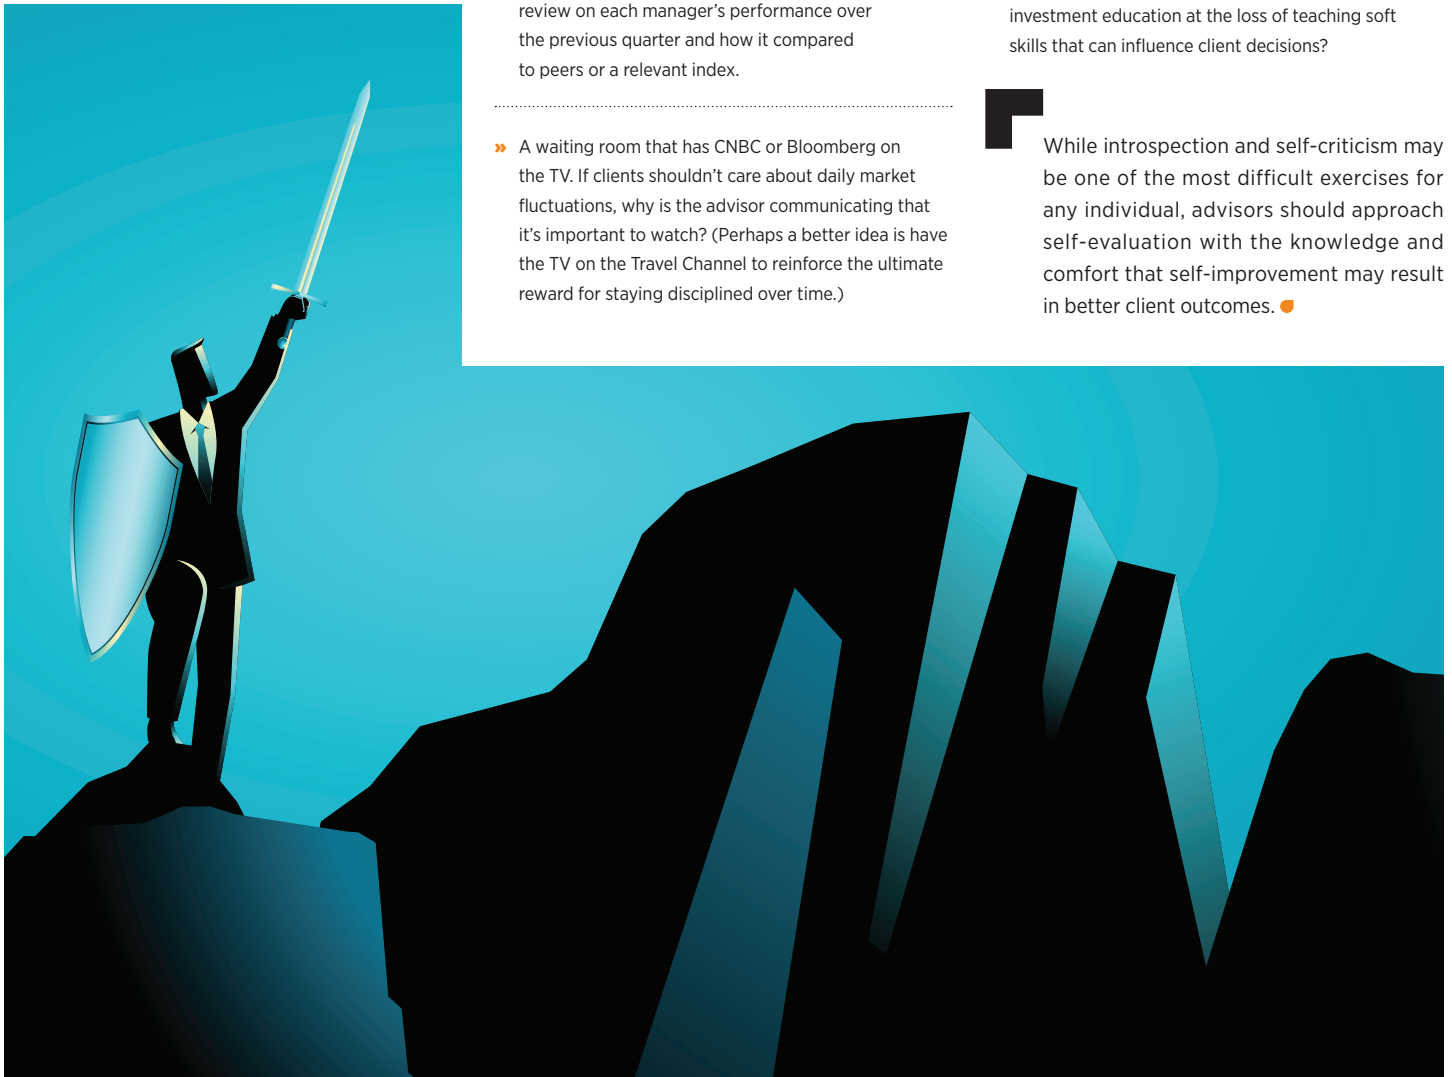 review on each manager’s performance over
the previous quarter and how it compared
to peers or a relevant index.
» A waiting room that has CNBC or Bloomberg on
the TV. If clients shouldn’t care about daily market
fluctuations, why is the advisor communicating that
it’s important to watch? (Perhaps a better idea is have
the TV on the Travel Channel to reinforce the ultimate
reward for staying disciplined over time.)
investment education at the loss of teaching soft
skills that can influence client decisions?
While introspection and self-criticism may
be one of the most difficult exercises for
any individual, advisors should approach
self-evaluation with the knowledge and
comfort that self-improvement may result
in better client outcomes.